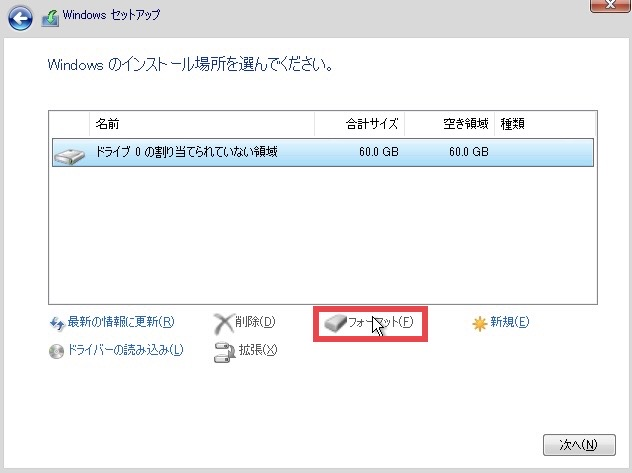 Windows セットアップ
Windows のインストール場所を選んでください。
名前 合計サイズ 空き領域 種類
ドライブ 0 の割り当てられていない領域 60.0 GB 60.0 GB
最新の情報に更新(R) 削除(D) フォーマット(F) 新規(E)
ドライバーの読み込み(L) 拡張(X)
次へ(N)